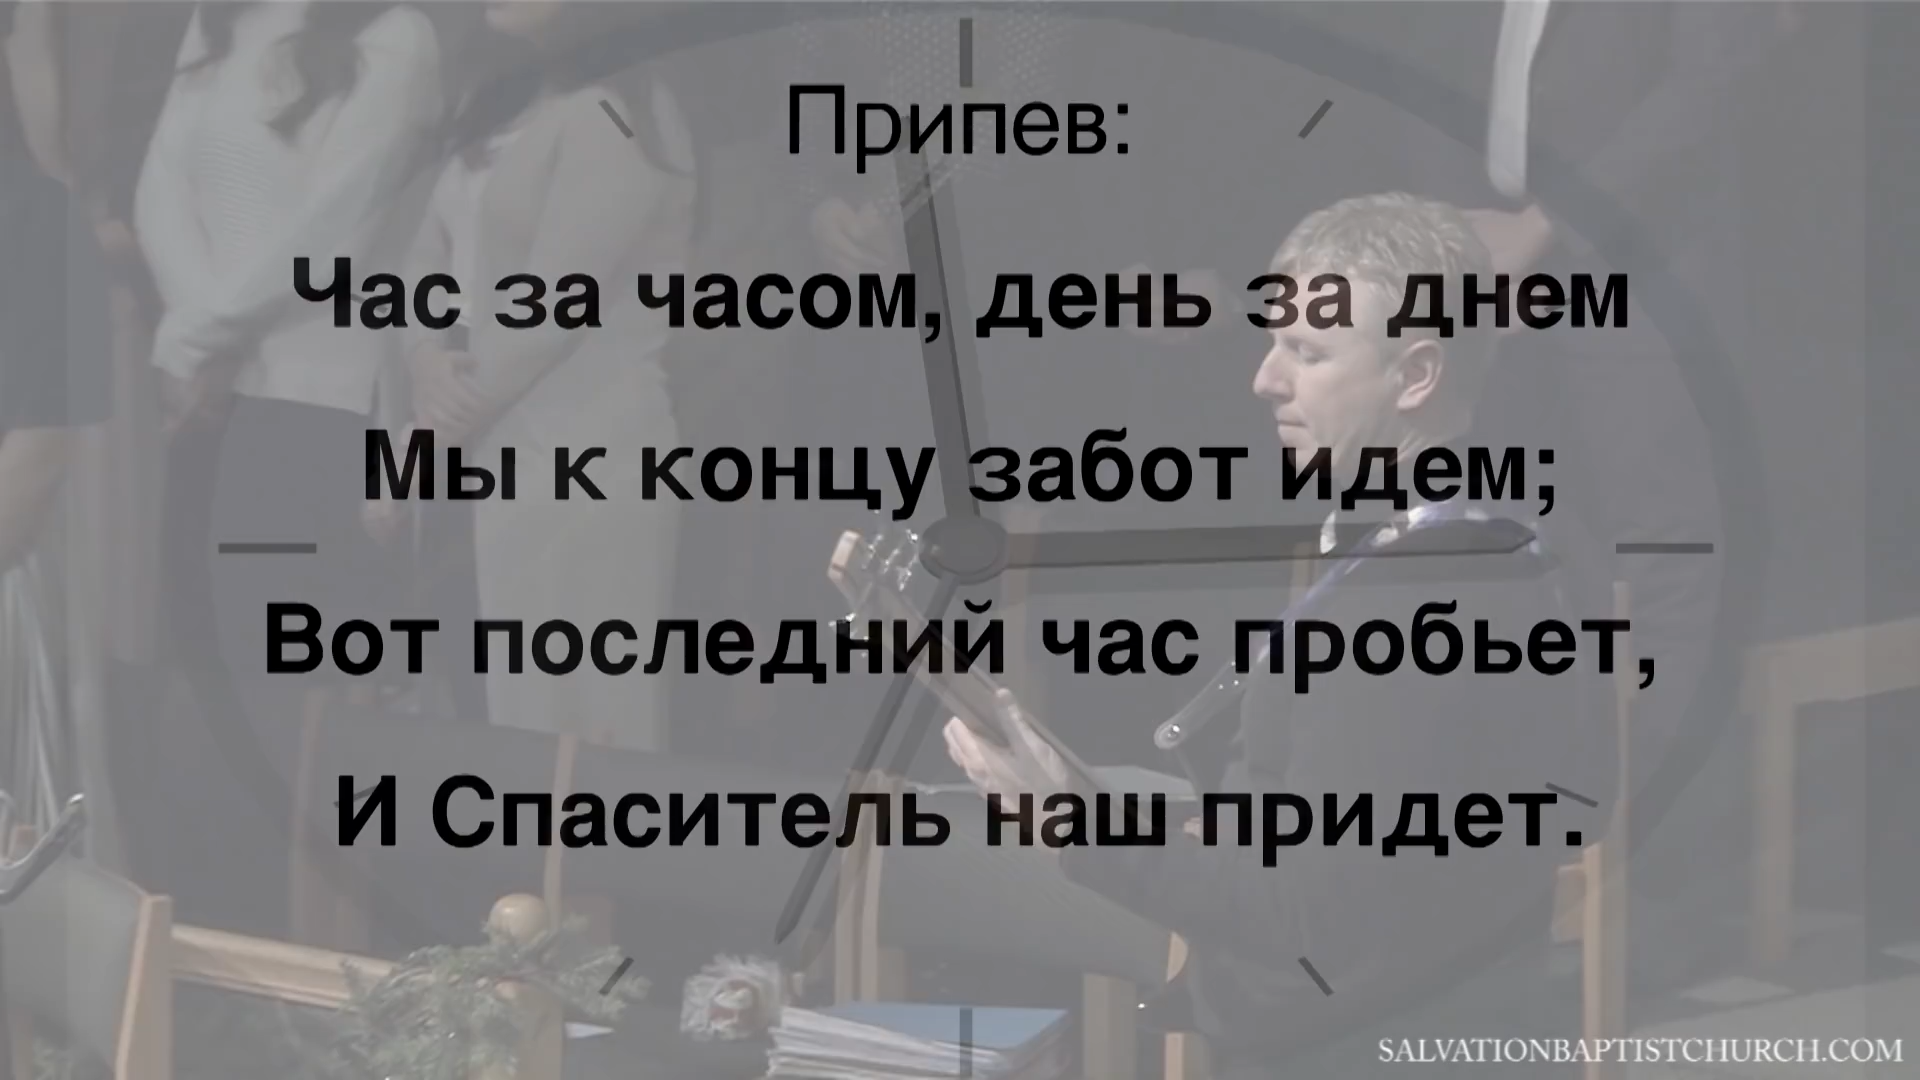 Припев:
Час за часом, день за днем
Мы к концу забот идем;
Вот последний час пробьет,
И Спаситель наш придет.
SALVATIONBAPTISTCHURCH.COM